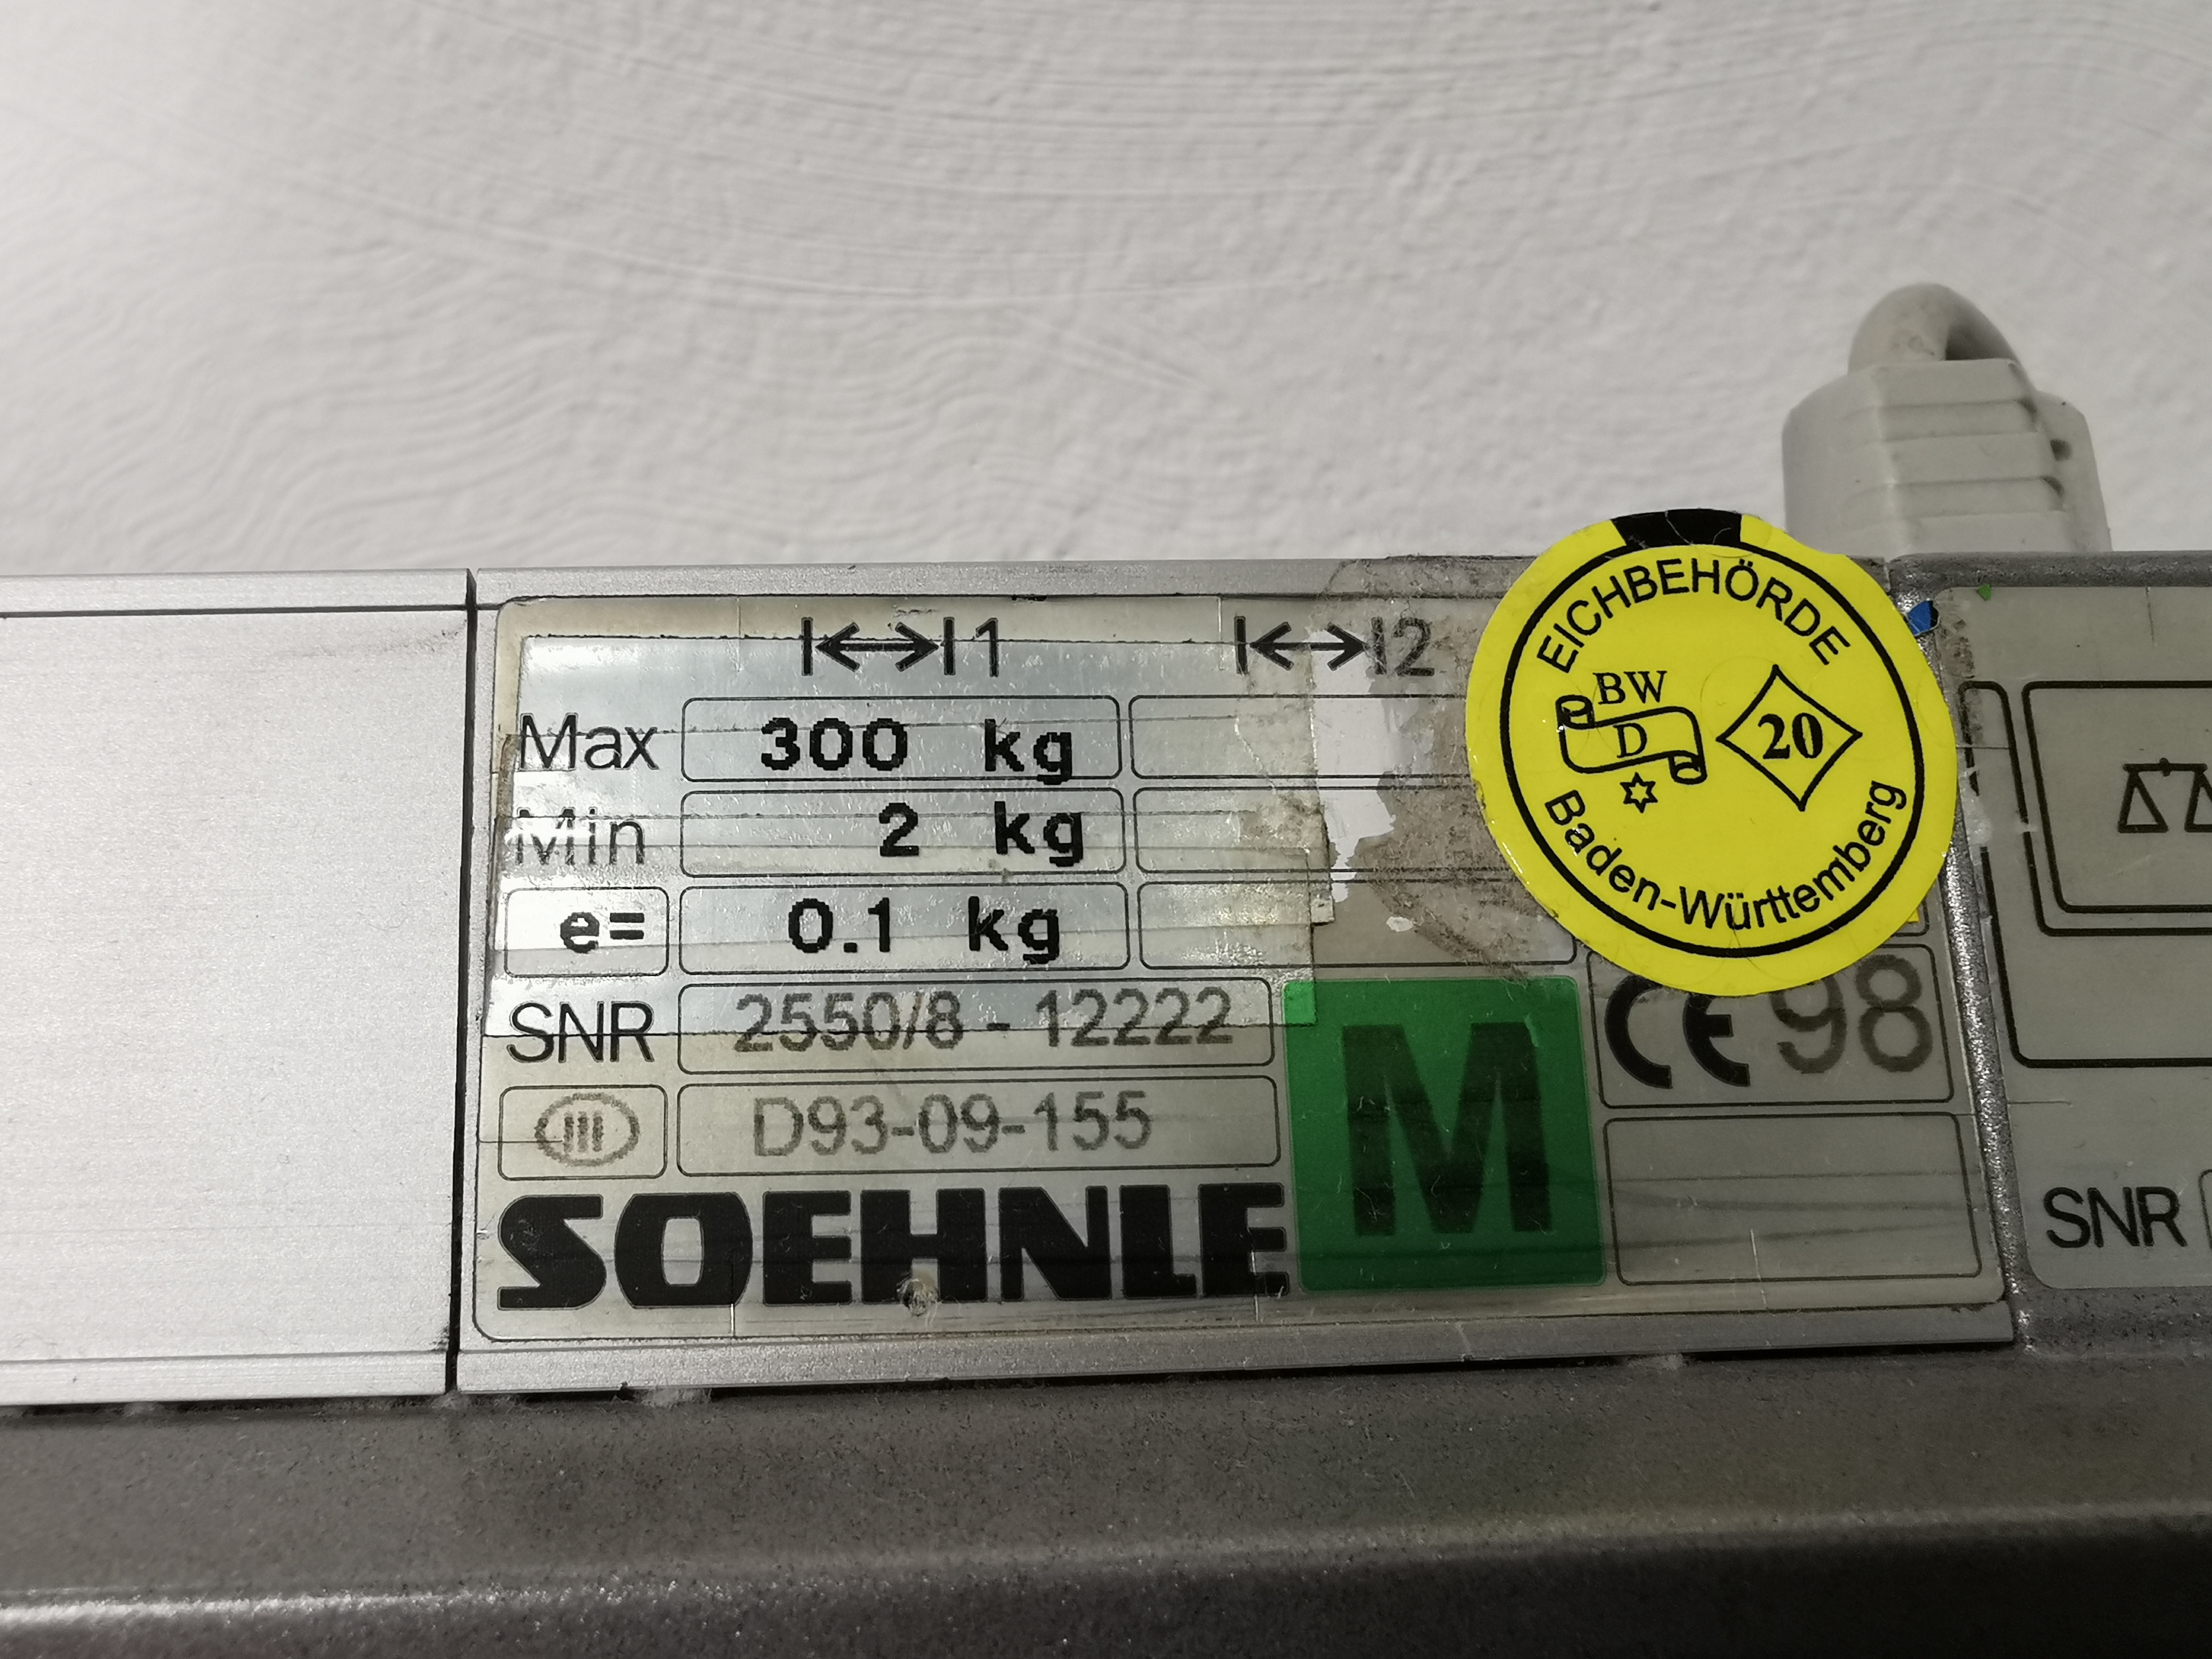 1 2
Max 300 kg
Min 2 kg
e= 0.1 kg
SNR 2550/8 - 12222
III D93-09-155
SOEHNLE
M
CE 98
EICHBEHÖRDE
BW
D
20
Baden-Württemberg
SNR